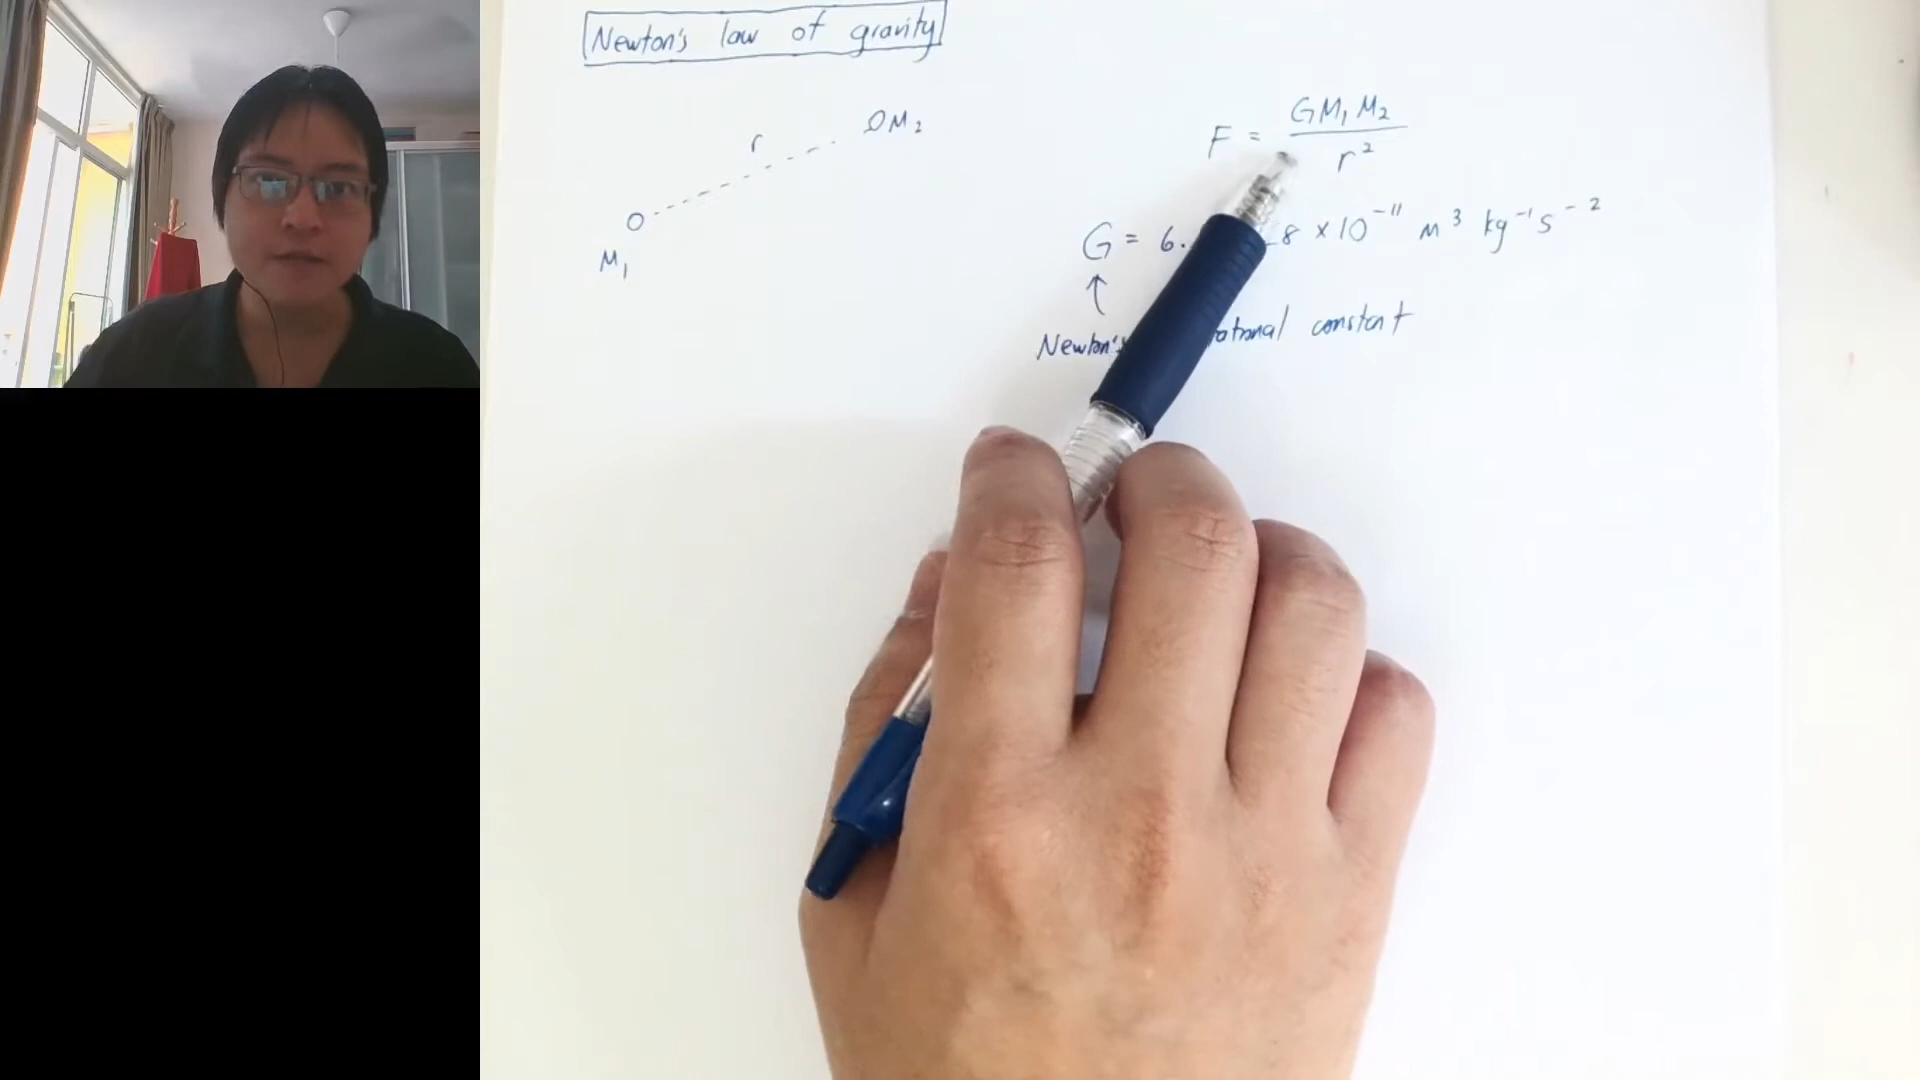 Newton's law of gravity
r
M₂
M₁
F = GM₁M₂ / r²
G = 6. 8 × 10⁻¹¹ m³ kg⁻¹ s⁻²
Newton's constant